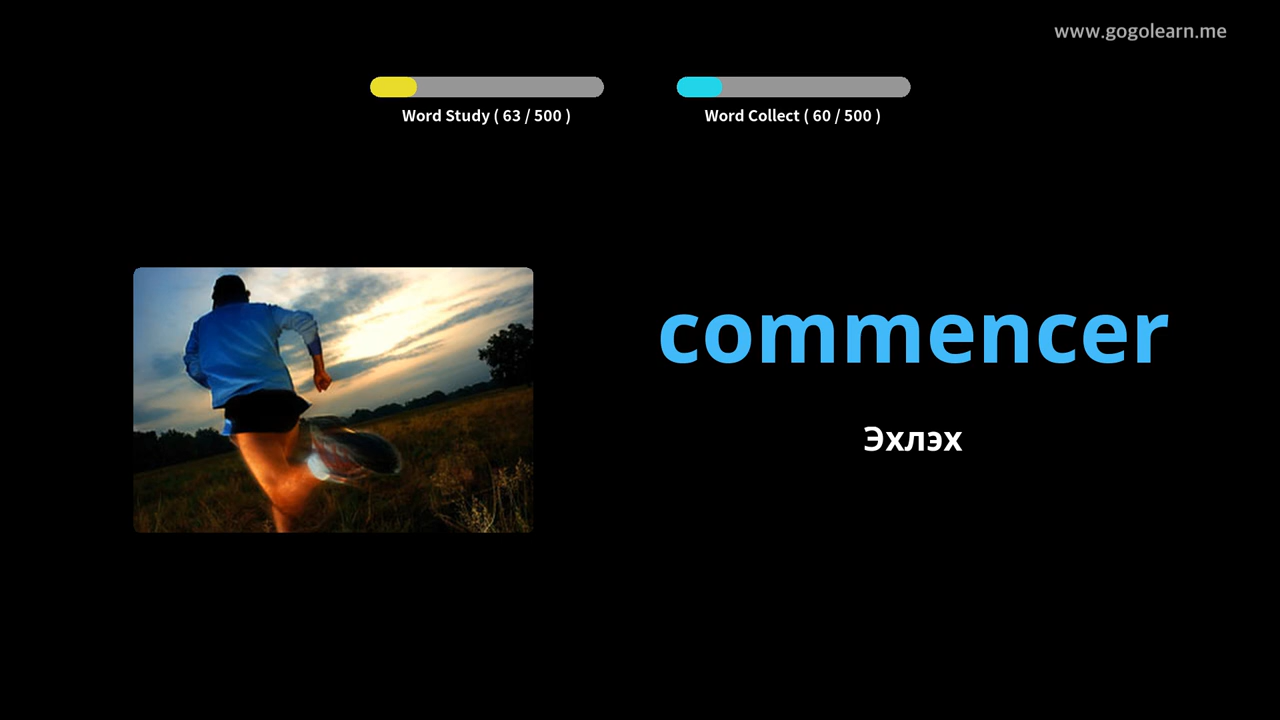 www.gogolearn.me
Word Study ( 63 / 500 )
Word Collect ( 60 / 500 )
commencer
Эхлэх